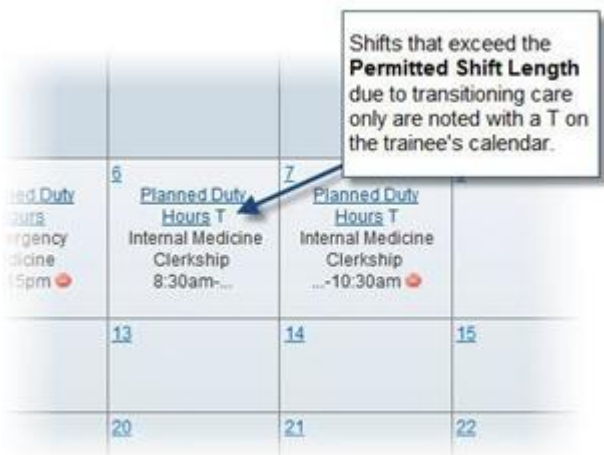 Shifts that exceed the
Permitted Shift Length
due to transitioning care
only are noted with a T on
the trainee's calendar.
6
Planned Duty
Hours T
Internal Medicine
Clerkship
8:30am-...
7
Planned Duty
Hours T
Internal Medicine
Clerkship
...-10:30am
13
14
15
20
21
22